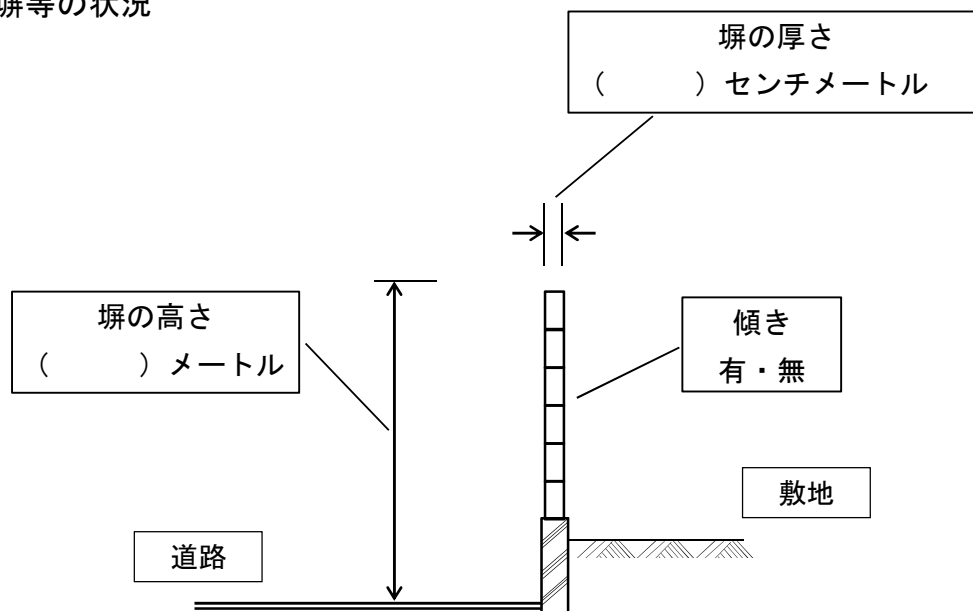 塀等の状況
塀の厚さ
（　　　）センチメートル
塀の高さ
（　　　）メートル
傾き
有・無
敷地
道路